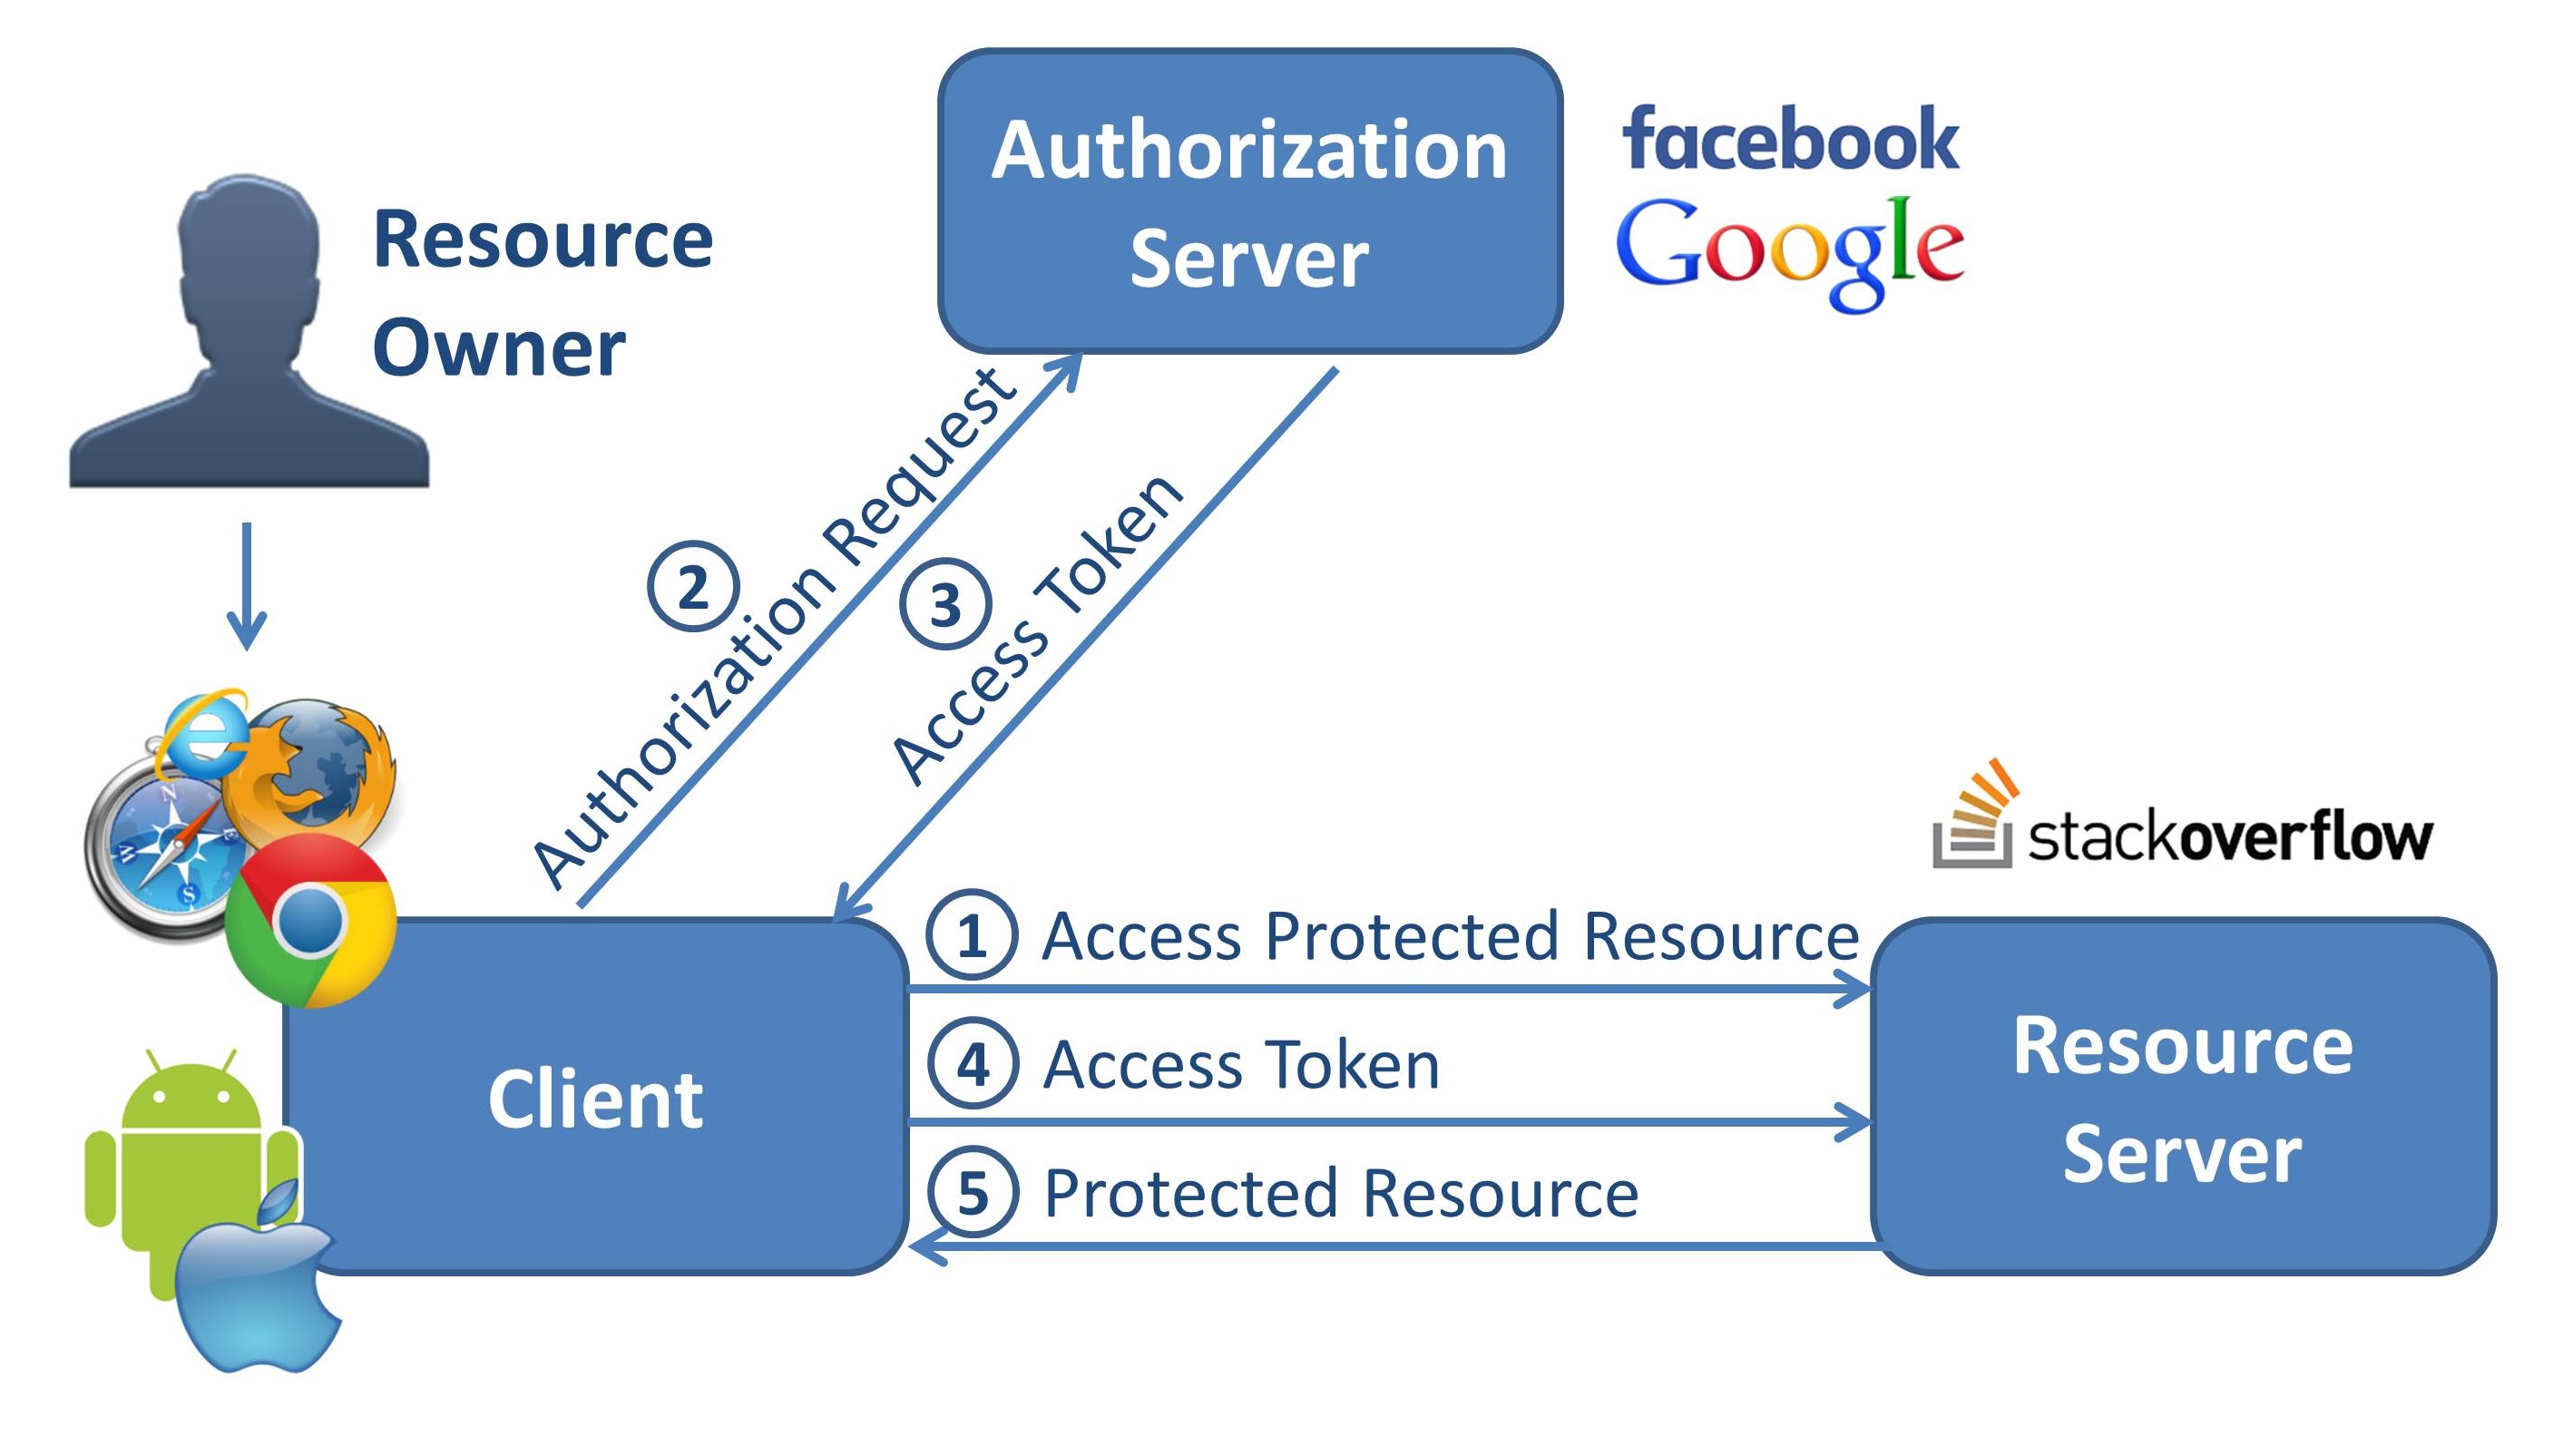 Authorization
Server
facebook
Google
Resource
Owner
2
Authorization Request
3
Access Token
stackoverflow
1 Access Protected Resource
4 Access Token
5 Protected Resource
Client
Resource
Server
N
E
S
W